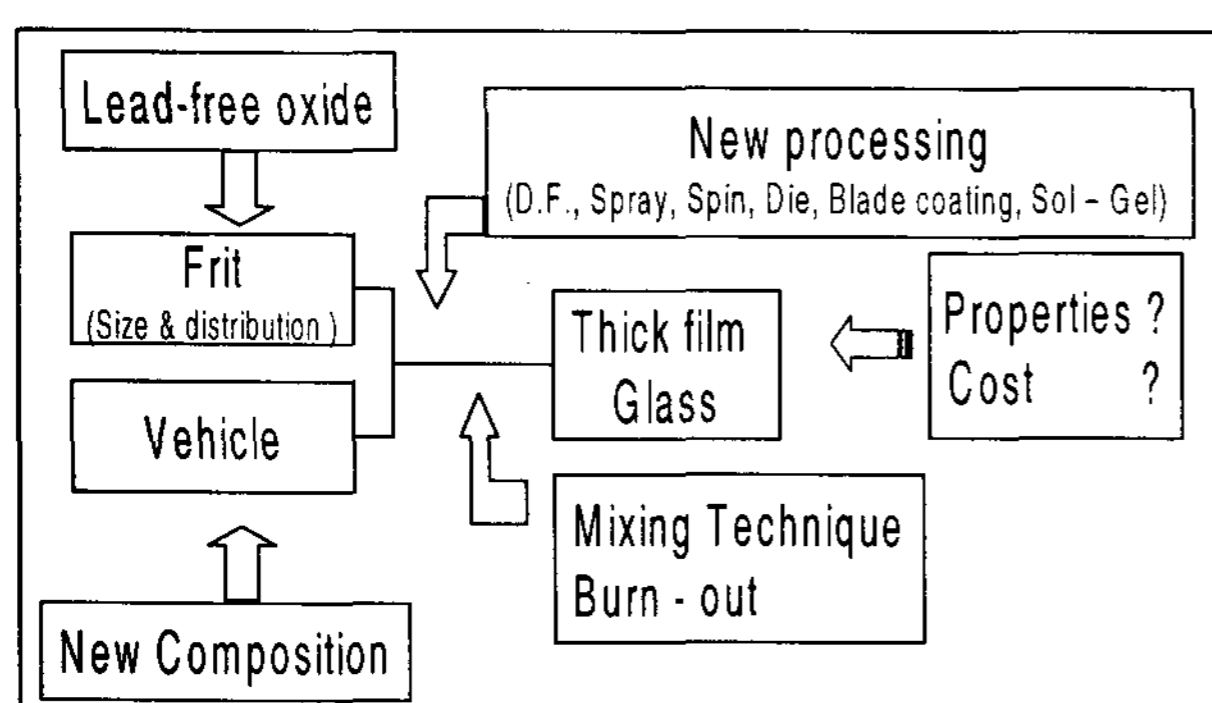 Lead-free oxide
New processing
(D.F., Spray, Spin, Die, Blade coating, Sol – Gel)
Frit
(Size & distribution )
Properties ?
Cost ?
Thick film
Glass
Vehicle
Mixing Technique
Burn - out
New Composition